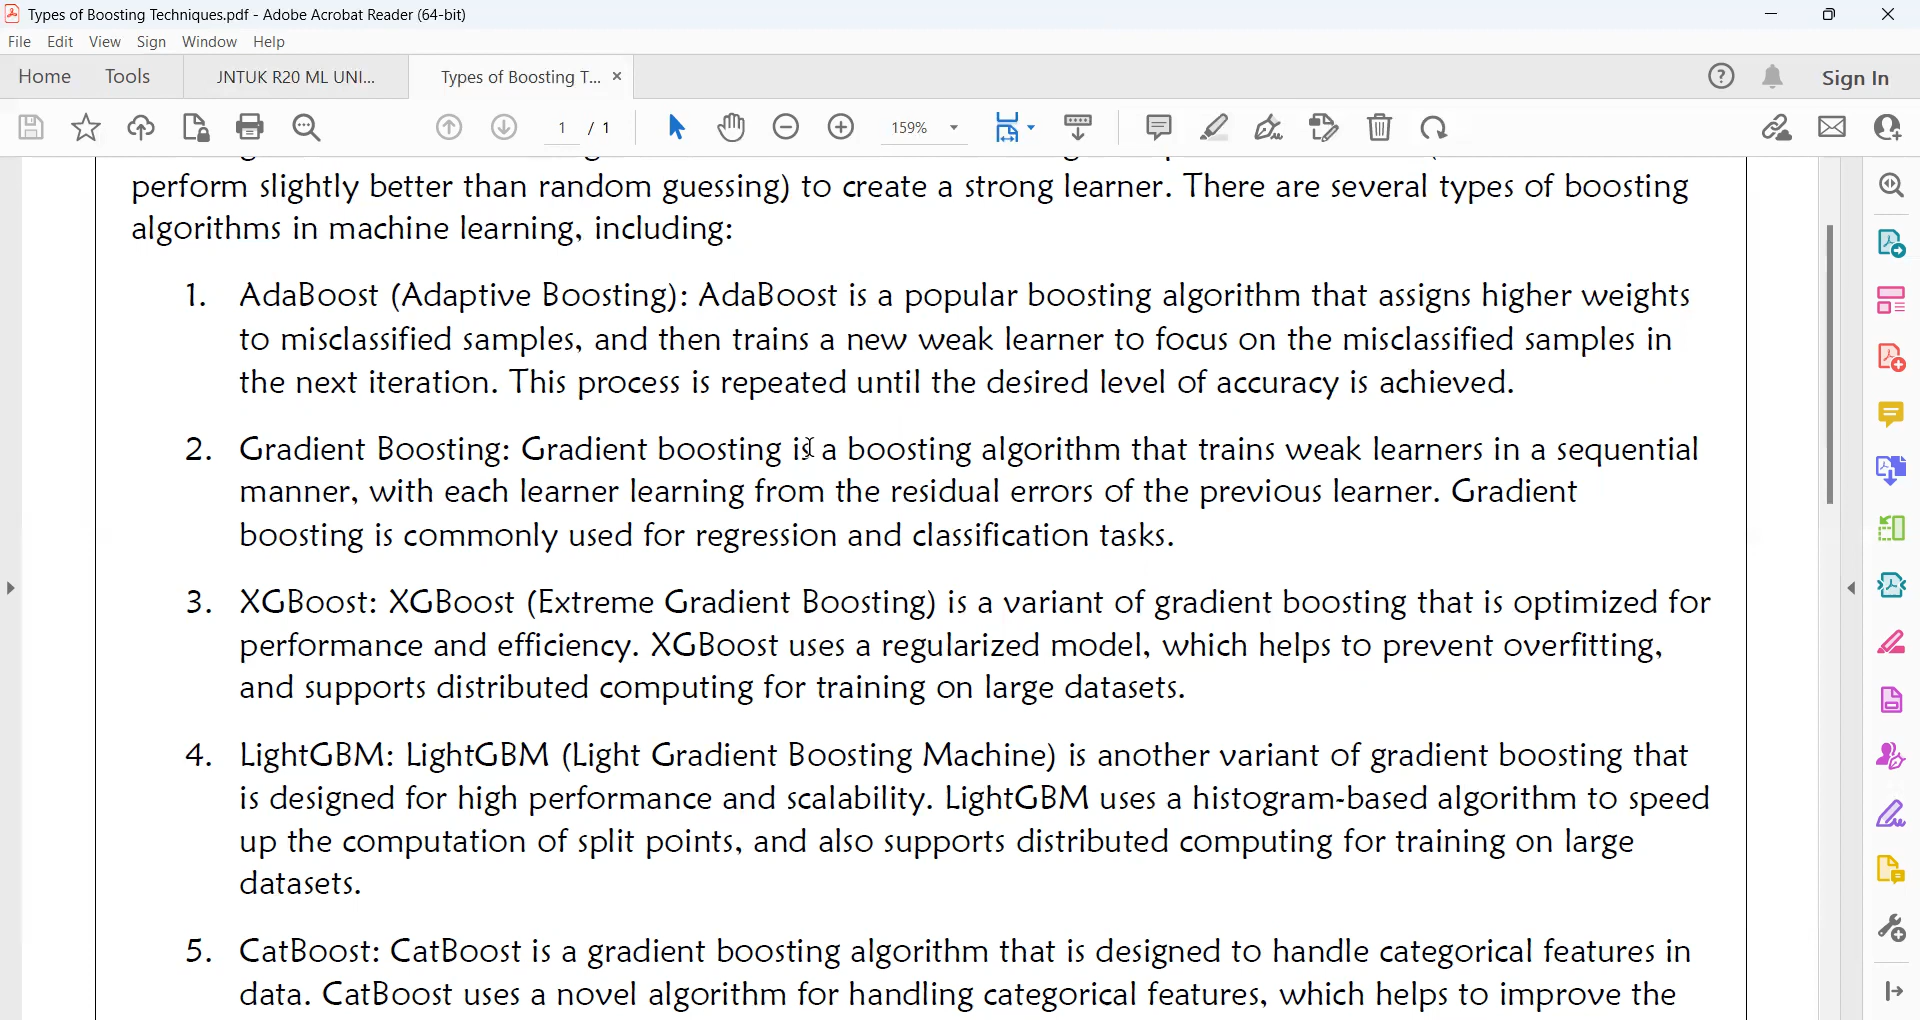 Types of Boosting Techniques.pdf - Adobe Acrobat Reader (64-bit)
File Edit View Sign Window Help
Home Tools JNTUK R20 ML UNI... Types of Boosting T... × Sign In
1 / 1 159%
perform slightly better than random guessing) to create a strong learner. There are several types of boosting
algorithms in machine learning, including:
1. AdaBoost (Adaptive Boosting): AdaBoost is a popular boosting algorithm that assigns higher weights
to misclassified samples, and then trains a new weak learner to focus on the misclassified samples in
the next iteration. This process is repeated until the desired level of accuracy is achieved.
2. Gradient Boosting: Gradient boosting is a boosting algorithm that trains weak learners in a sequential
manner, with each learner learning from the residual errors of the previous learner. Gradient
boosting is commonly used for regression and classification tasks.
3. XGBoost: XGBoost (Extreme Gradient Boosting) is a variant of gradient boosting that is optimized for
performance and efficiency. XGBoost uses a regularized model, which helps to prevent overfitting,
and supports distributed computing for training on large datasets.
4. LightGBM: LightGBM (Light Gradient Boosting Machine) is another variant of gradient boosting that
is designed for high performance and scalability. LightGBM uses a histogram-based algorithm to speed
up the computation of split points, and also supports distributed computing for training on large
datasets.
5. CatBoost: CatBoost is a gradient boosting algorithm that is designed to handle categorical features in
data. CatBoost uses a novel algorithm for handling categorical features, which helps to improve the